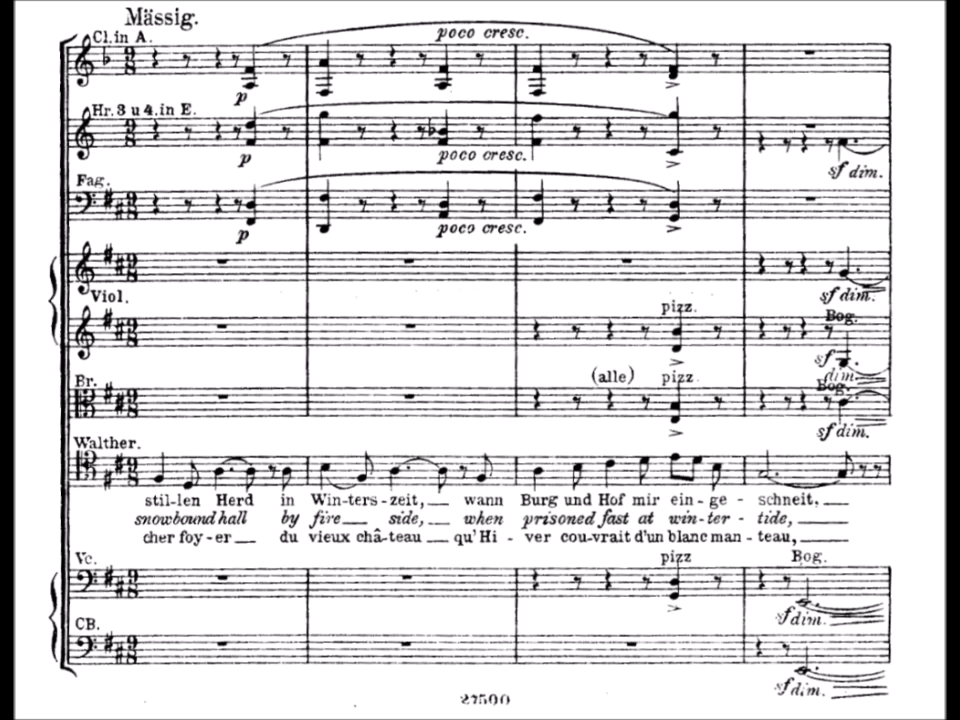 Mässig.
Cl. in A.
poco cresc.
p
Hr. 3 u 4. in E.
p
poco cresc.
sf dim.
Fag.
p
poco cresc.
sf dim.
Viol.
pizz.
Bog.
sf dim.
Br.
(alle)
pizz.
Bog.
sf dim.
Walther.
stil-len Herd in Win-ters-zeit, wann Burg und Hof mir ein-ge-schneit,
snowbound hall by fire side, when prisoned fast at win-ter-tide,
cher foy-er du vieux châ-teau qu'Hi-ver cou-vrait d'un blanc man-teau,
Vc.
pizz
Bog.
sf dim.
CB.
sf dim.
27500